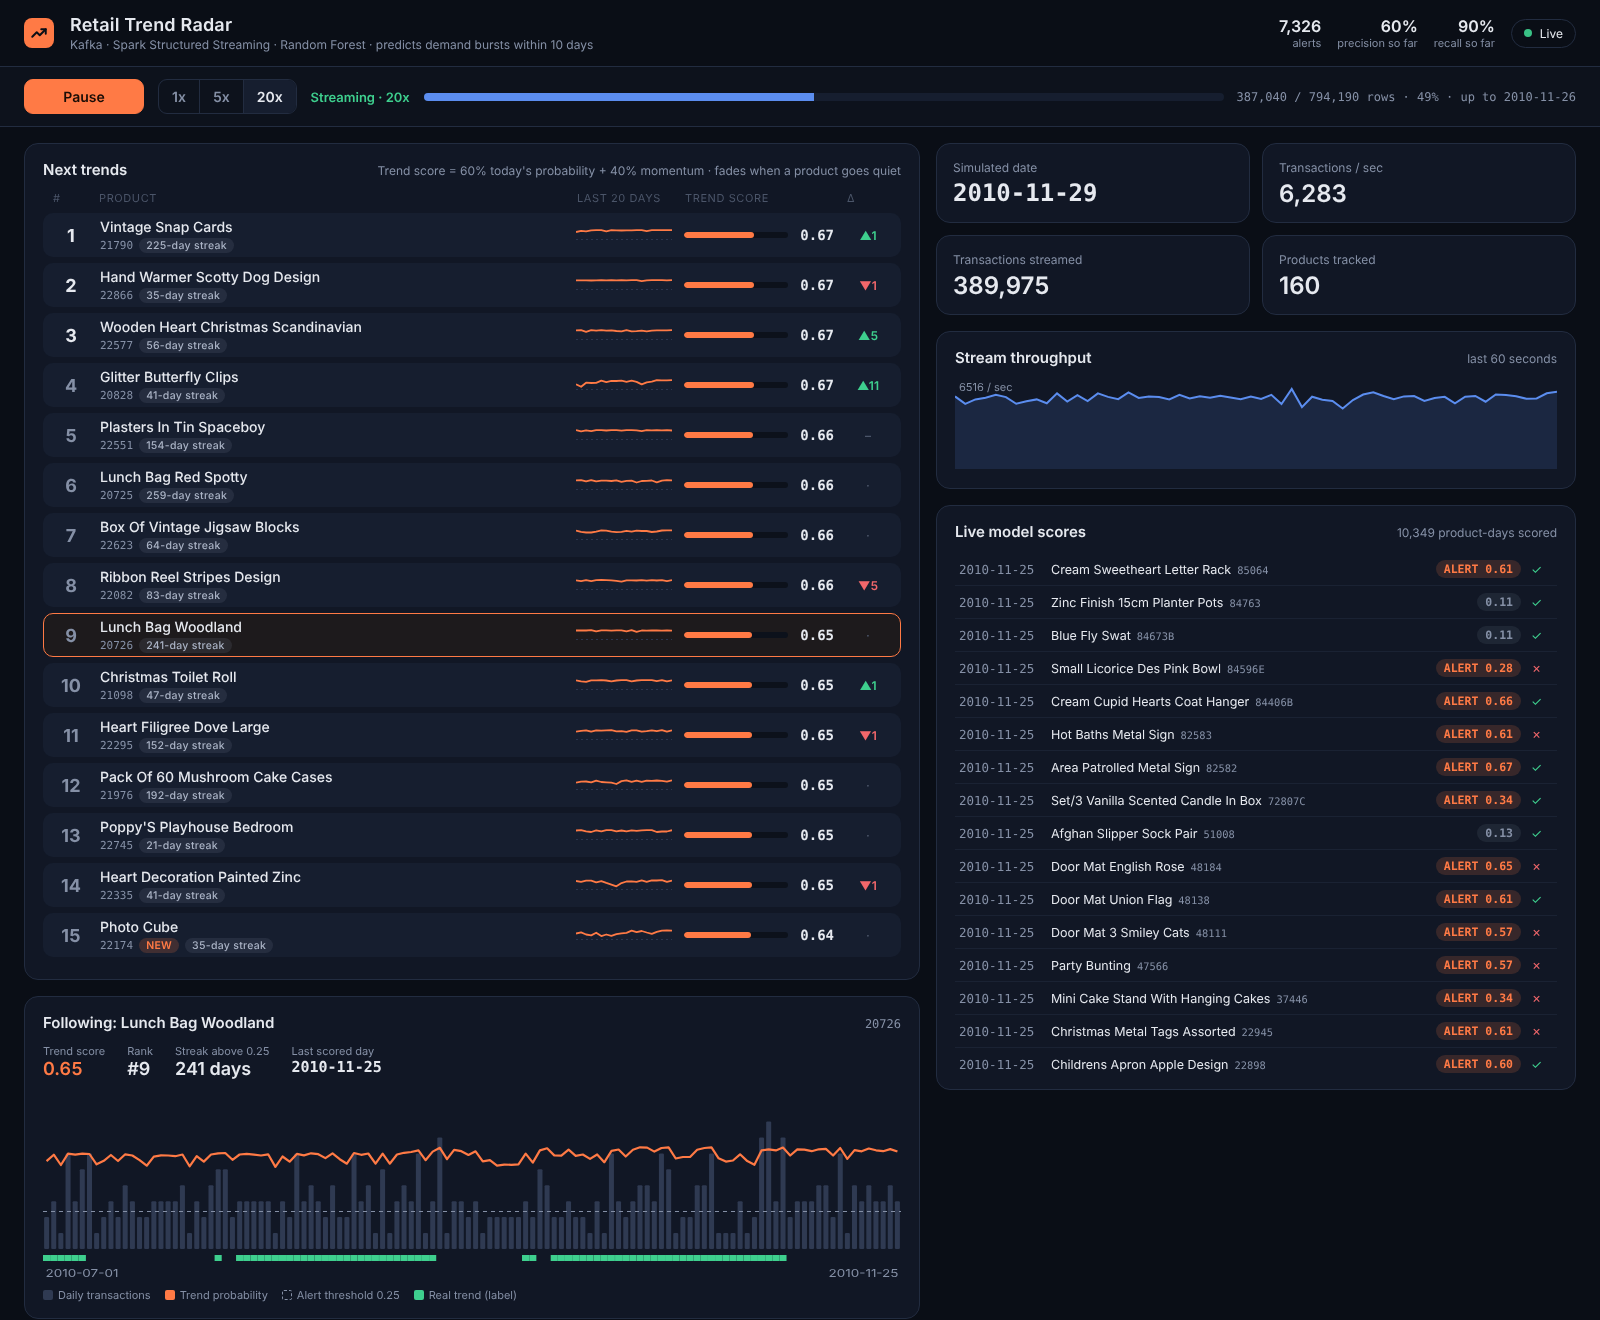 Retail Trend Radar
Kafka · Spark Structured Streaming · Random Forest · predicts demand bursts within 10 days
7,326
alerts
60%
precision so far
90%
recall so far
Live
Pause
1x
5x
20x
Streaming · 20x
387,040 / 794,190 rows · 49% · up to 2010-11-26
Next trends
Trend score = 60% today's probability + 40% momentum · fades when a product goes quiet
# PRODUCT LAST 20 DAYS TREND SCORE Δ
1 Vintage Snap Cards 0.67 ▲1
21790 225-day streak
2 Hand Warmer Scotty Dog Design 0.67 ▼1
22866 35-day streak
3 Wooden Heart Christmas Scandinavian 0.67 ▲5
22577 56-day streak
4 Glitter Butterfly Clips 0.67 ▲11
20828 41-day streak
5 Plasters In Tin Spaceboy 0.66 –
22551 154-day streak
6 Lunch Bag Red Spotty 0.66 ·
20725 259-day streak
7 Box Of Vintage Jigsaw Blocks 0.66 ·
22623 64-day streak
8 Ribbon Reel Stripes Design 0.66 ▼5
22082 83-day streak
9 Lunch Bag Woodland 0.65 ·
20726 241-day streak
10 Christmas Toilet Roll 0.65 ▲1
21098 47-day streak
11 Heart Filigree Dove Large 0.65 ▼1
22295 152-day streak
12 Pack Of 60 Mushroom Cake Cases 0.65 ·
21976 192-day streak
13 Poppy'S Playhouse Bedroom 0.65 ·
22745 21-day streak
14 Heart Decoration Painted Zinc 0.65 ▼1
22335 41-day streak
15 Photo Cube 0.64 ·
22174 NEW 35-day streak
Following: Lunch Bag Woodland
20726
Trend score Rank Streak above 0.25 Last scored day
0.65 #9 241 days 2010-11-25
2010-07-01 2010-11-25
Daily transactions Trend probability Alert threshold 0.25 Real trend (label)
Simulated date
2010-11-29
Transactions / sec
6,283
Transactions streamed
389,975
Products tracked
160
Stream throughput
last 60 seconds
6516 / sec
Live model scores
10,349 product-days scored
2010-11-25 Cream Sweetheart Letter Rack 85064 ALERT 0.61 ✓
2010-11-25 Zinc Finish 15cm Planter Pots 84763 0.11 ✓
2010-11-25 Blue Fly Swat 84673B 0.11 ✓
2010-11-25 Small Licorice Des Pink Bowl 84596E ALERT 0.28 ×
2010-11-25 Cream Cupid Hearts Coat Hanger 84406B ALERT 0.66 ✓
2010-11-25 Hot Baths Metal Sign 82583 ALERT 0.61 ×
2010-11-25 Area Patrolled Metal Sign 82582 ALERT 0.67 ✓
2010-11-25 Set/3 Vanilla Scented Candle In Box 72807C ALERT 0.34 ✓
2010-11-25 Afghan Slipper Sock Pair 51008 0.13 ✓
2010-11-25 Door Mat English Rose 48184 ALERT 0.65 ×
2010-11-25 Door Mat Union Flag 48138 ALERT 0.61 ✓
2010-11-25 Door Mat 3 Smiley Cats 48111 ALERT 0.57 ×
2010-11-25 Party Bunting 47566 ALERT 0.57 ×
2010-11-25 Mini Cake Stand With Hanging Cakes 37446 ALERT 0.34 ×
2010-11-25 Christmas Metal Tags Assorted 22945 ALERT 0.61 ×
2010-11-25 Childrens Apron Apple Design 22898 ALERT 0.60 ✓